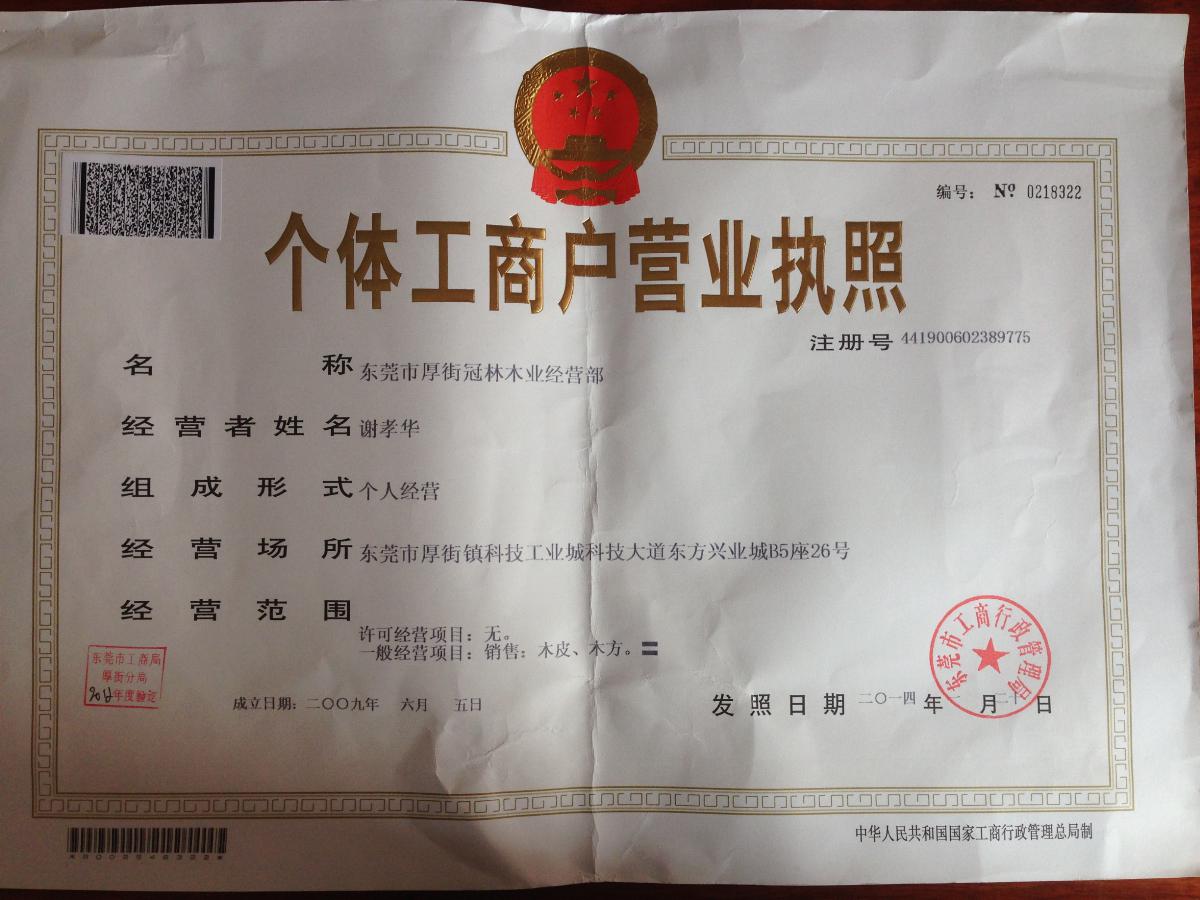 编号: Nº 0218322
个体工商户营业执照
注册号 441900602389775
名称 东莞市厚街冠林木业经营部
经营者姓名 谢孝华
组成形式 个人经营
经营场所 东莞市厚街镇科技工业城科技大道东方兴业城B5座26号
经营范围
许可经营项目：无。
一般经营项目：销售：木皮、木方。
东莞市工商局
厚街分局
年度验讫
东莞市工商行政管理局
成立日期：二〇〇九年 六月 五日
发照日期 二〇一四年 月 二十日
中华人民共和国国家工商行政管理总局制